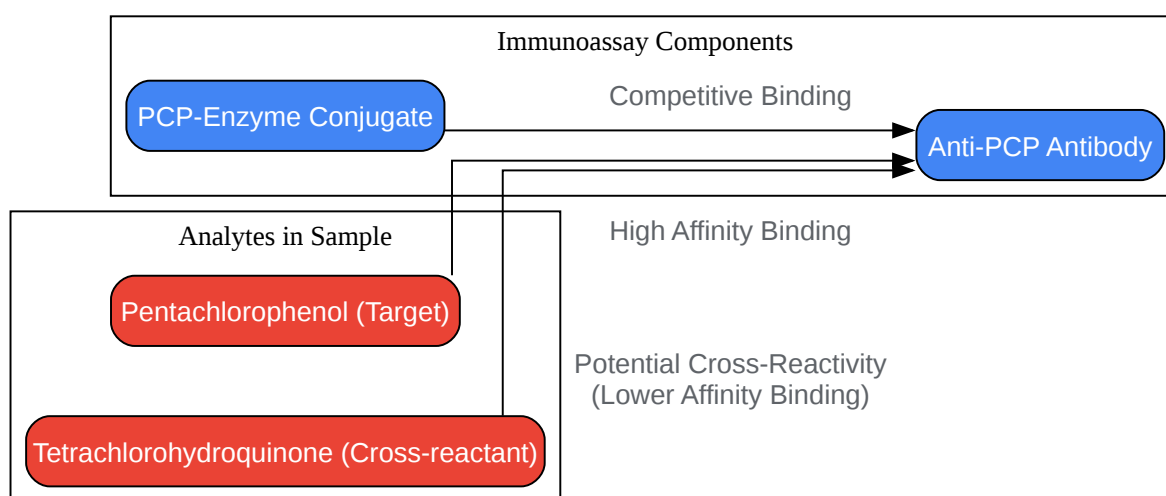 Immunoassay Components
PCP-Enzyme Conjugate
Competitive Binding
Anti-PCP Antibody
Analytes in Sample
High Affinity Binding
Pentachlorophenol (Target)
Potential Cross-Reactivity
(Lower Affinity Binding)
Tetrachlorohydroquinone (Cross-reactant)